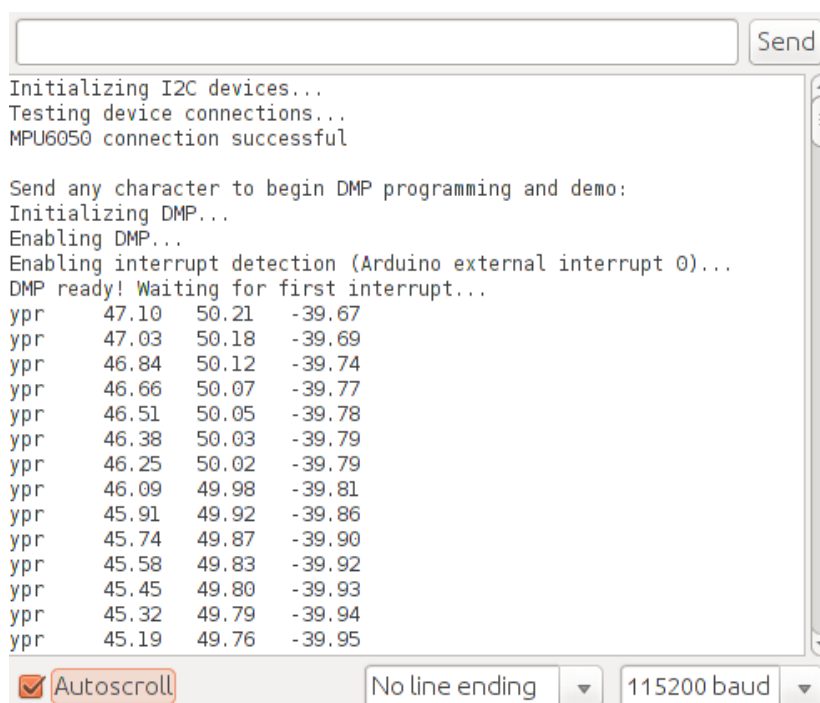 Send
Initializing I2C devices...
Testing device connections...
MPU6050 connection successful
Send any character to begin DMP programming and demo:
Initializing DMP...
Enabling DMP...
Enabling interrupt detection (Arduino external interrupt 0)...
DMP ready! Waiting for first interrupt...
ypr 47.10 50.21 -39.67
ypr 47.03 50.18 -39.69
ypr 46.84 50.12 -39.74
ypr 46.66 50.07 -39.77
ypr 46.51 50.05 -39.78
ypr 46.38 50.03 -39.79
ypr 46.25 50.02 -39.79
ypr 46.09 49.98 -39.81
ypr 45.91 49.92 -39.86
ypr 45.74 49.87 -39.90
ypr 45.58 49.83 -39.92
ypr 45.45 49.80 -39.93
ypr 45.32 49.79 -39.94
ypr 45.19 49.76 -39.95
Autoscroll No line ending 115200 baud